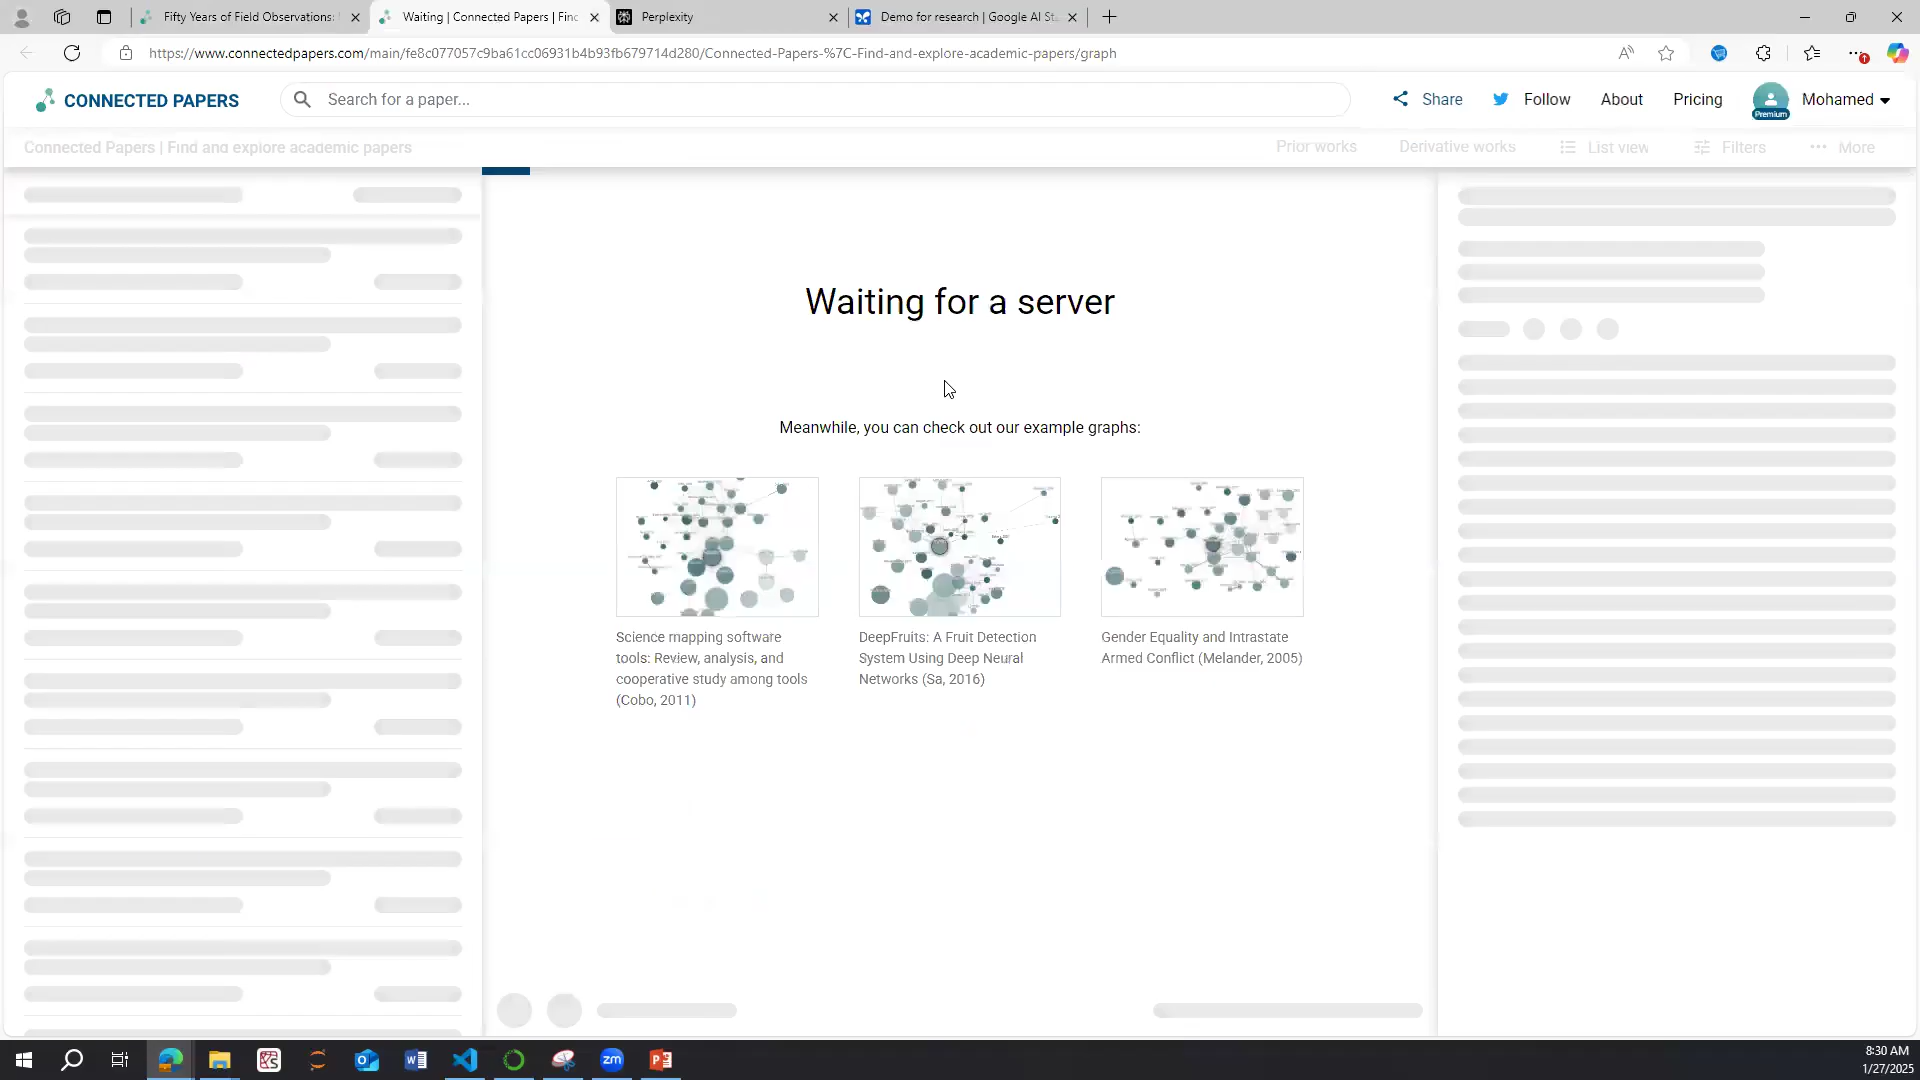 Fifty Years of Field Observations:
Waiting | Connected Papers | Finc
Perplexity
Demo for research | Google AI St
https://www.connectedpapers.com/main/fe8c077057c9ba61cc06931b4b93fb679714d280/Connected-Papers-%7C-Find-and-explore-academic-papers/graph
CONNECTED PAPERS
Search for a paper...
Share
Follow
About
Pricing
Premium
Mohamed
Connected Papers | Find and explore academic papers
Prior works
Derivative works
List view
Filters
More
Waiting for a server
Meanwhile, you can check out our example graphs:
Science mapping software
tools: Review, analysis, and
cooperative study among tools
(Cobo, 2011)
DeepFruits: A Fruit Detection
System Using Deep Neural
Networks (Sa, 2016)
Gender Equality and Intrastate
Armed Conflict (Melander, 2005)
zm
8:30 AM
1/27/2025